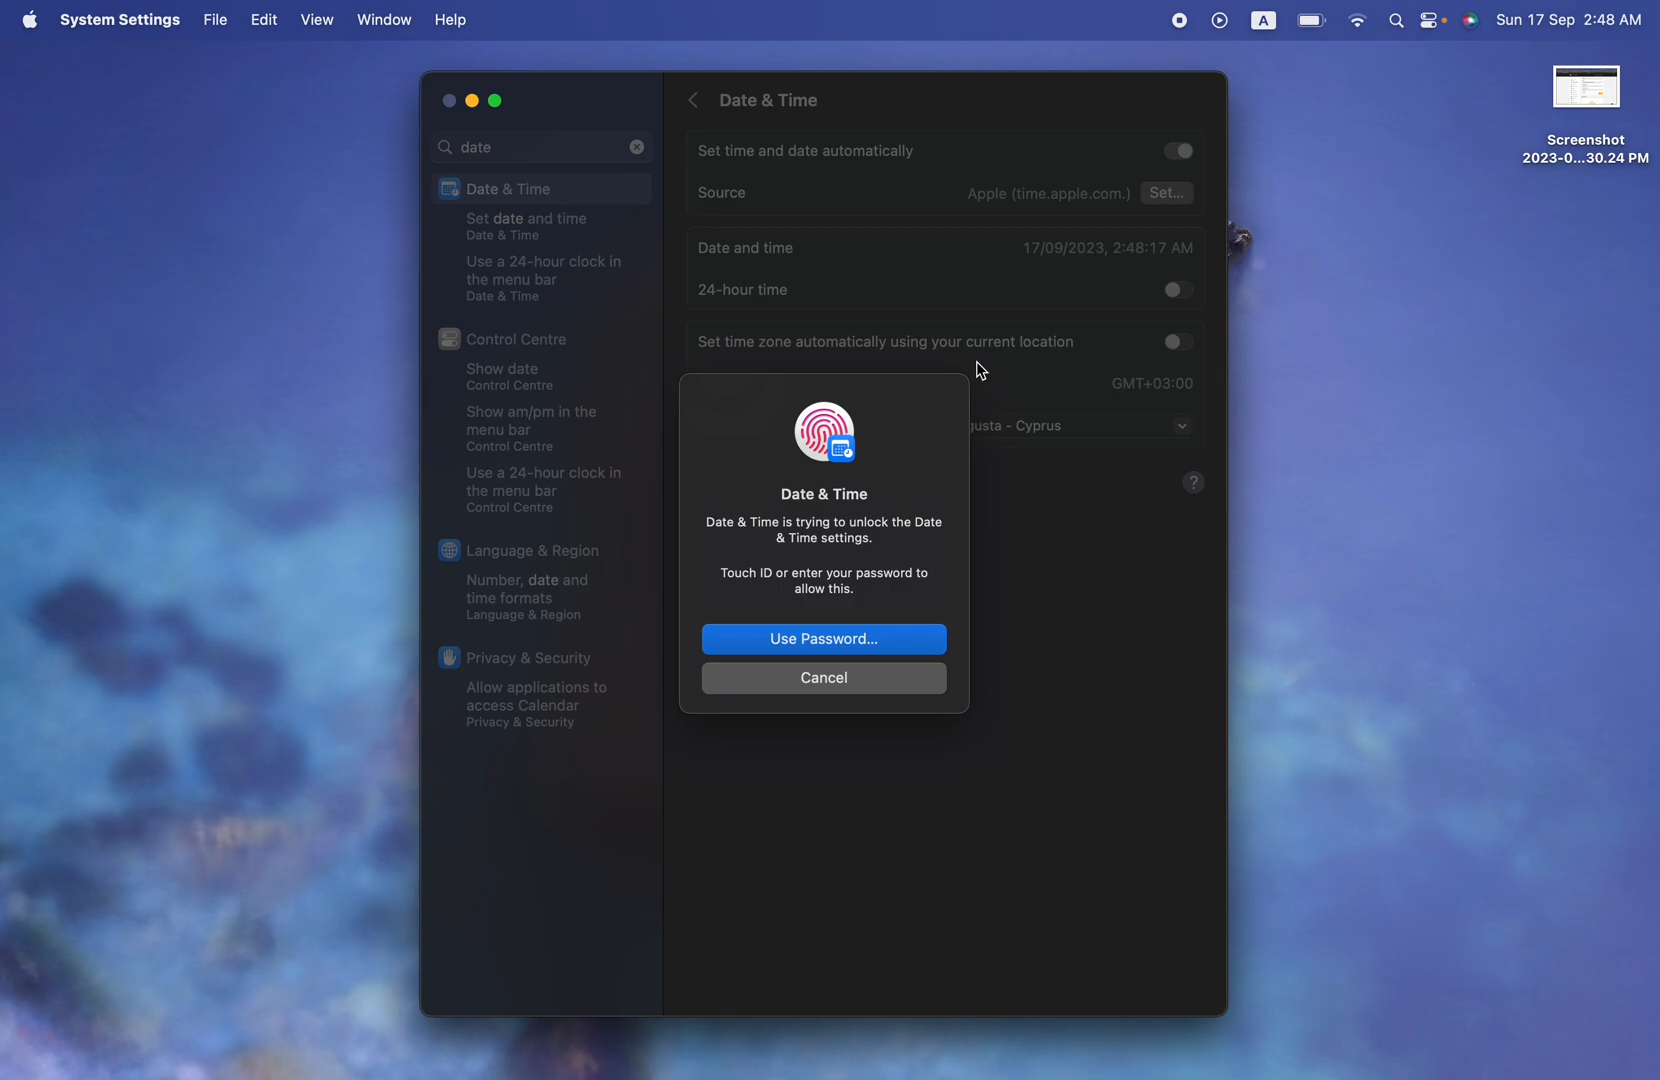 System Settings File Edit View Window Help
A Sun 17 Sep 2:48 AM
Screenshot
2023-0...30.24 PM
date
Date & Time
Set date and time
Date & Time
Use a 24-hour clock in
the menu bar
Date & Time
Control Centre
Show date
Control Centre
Show am/pm in the
menu bar
Control Centre
Use a 24-hour clock in
the menu bar
Control Centre
Language & Region
Number, date and
time formats
Language & Region
Privacy & Security
Allow applications to
access Calendar
Privacy & Security
Date & Time
Set time and date automatically
Source Apple (time.apple.com.) Set...
Date and time 17/09/2023, 2:48:17 AM
24-hour time
Set time zone automatically using your current location
GMT+03:00
gusta - Cyprus
?
Date & Time
Date & Time is trying to unlock the Date
& Time settings.
Touch ID or enter your password to
allow this.
Use Password...
Cancel